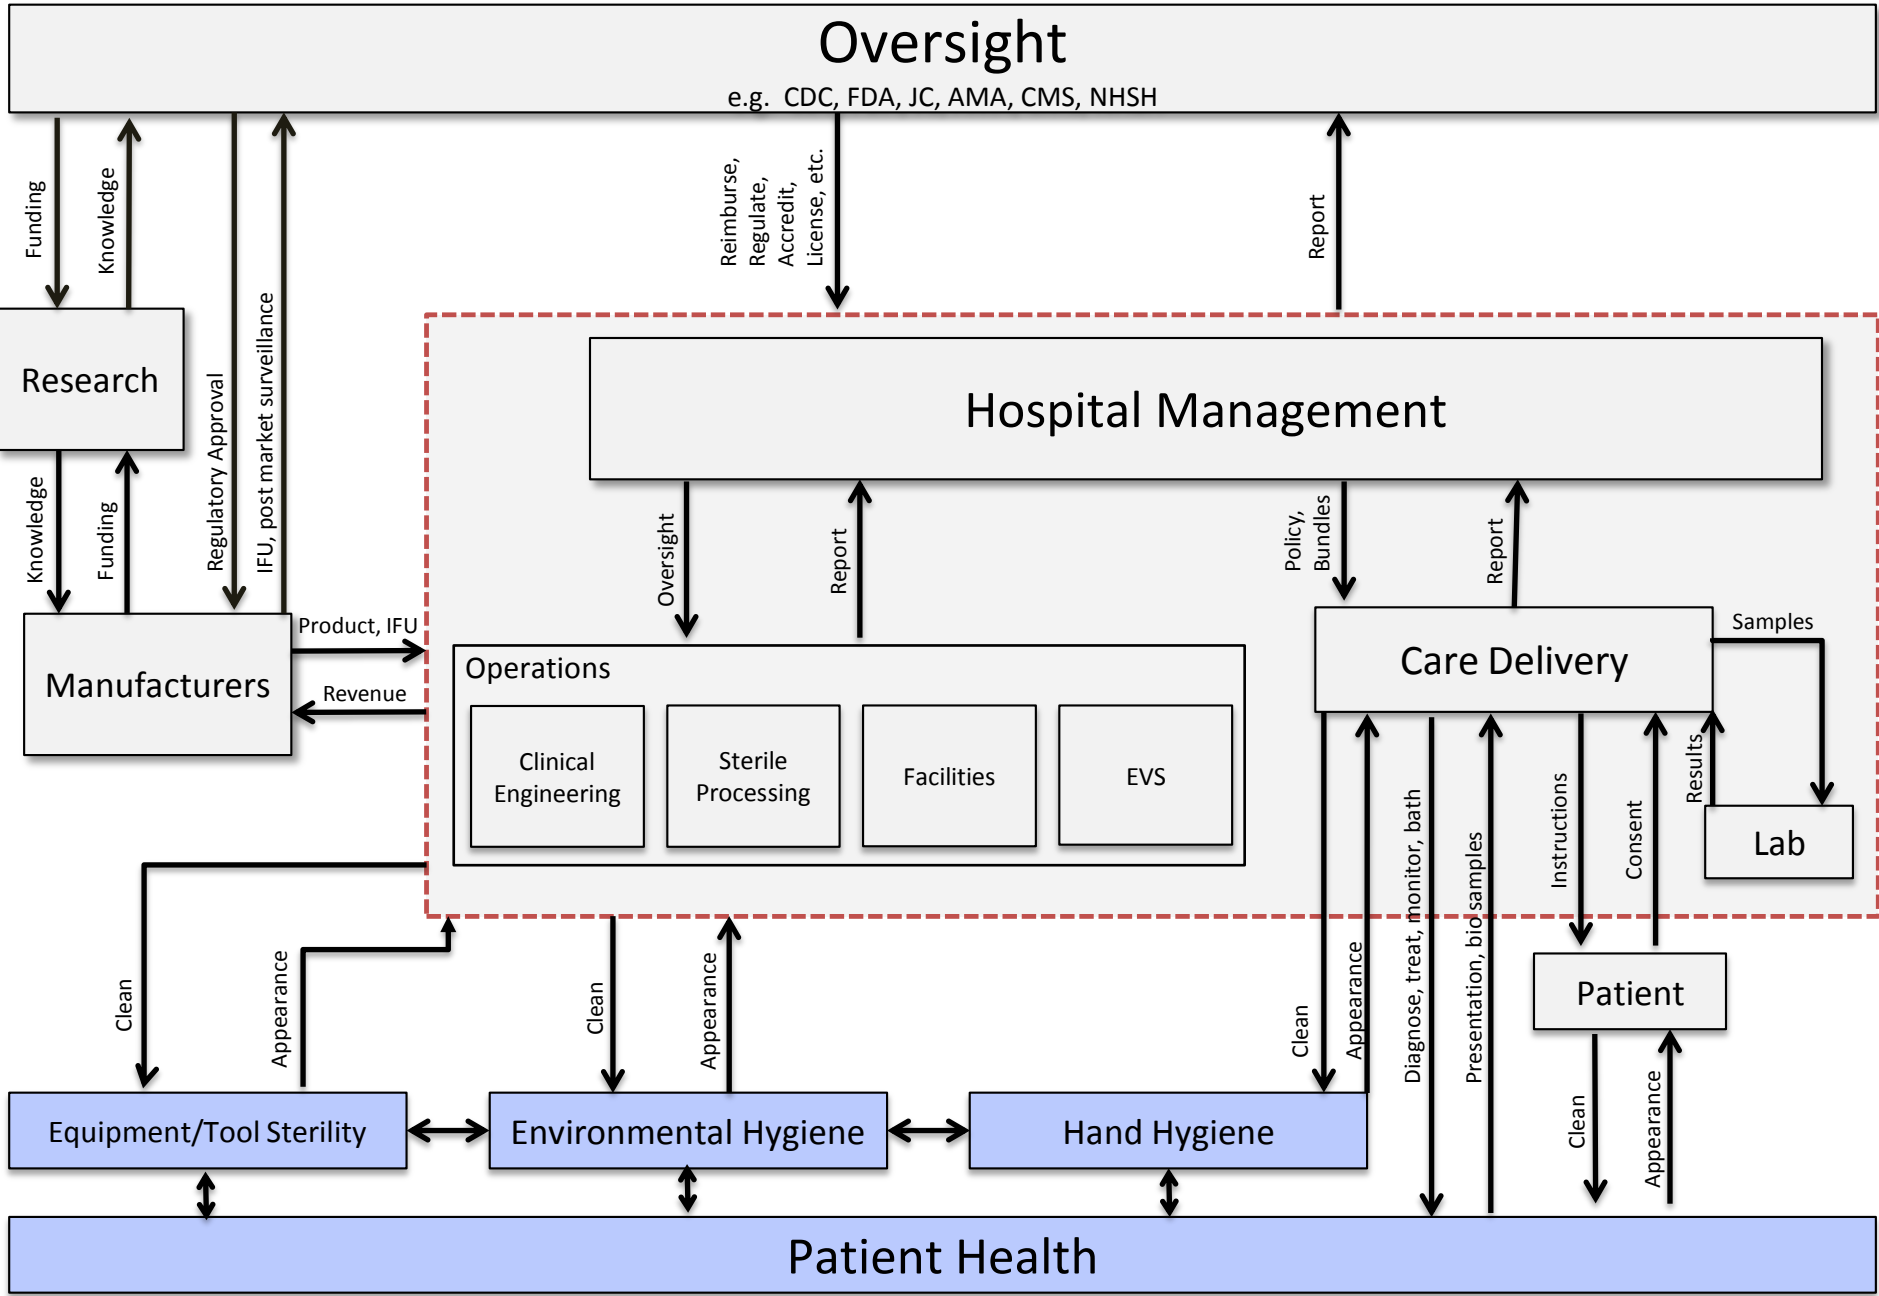 Oversight
e.g.  CDC, FDA, JC, AMA, CMS, NHSH
Funding
Knowledge
Regulatory Approval
IFU, post market surveillance
Reimburse,
Regulate,
Accredit,
License, etc.
Report
Research
Hospital Management
Knowledge
Funding
Oversight
Report
Policy,
Bundles
Report
Manufacturers
Product, IFU
Revenue
Operations
Clinical
Engineering
Sterile
Processing
Facilities
EVS
Care Delivery
Samples
Results
Lab
Clean
Appearance
Clean
Appearance
Clean
Appearance
Diagnose, treat, monitor, bath
Presentation, bio samples
Instructions
Consent
Patient
Clean
Appearance
Equipment/Tool Sterility
Environmental Hygiene
Hand Hygiene
Patient Health